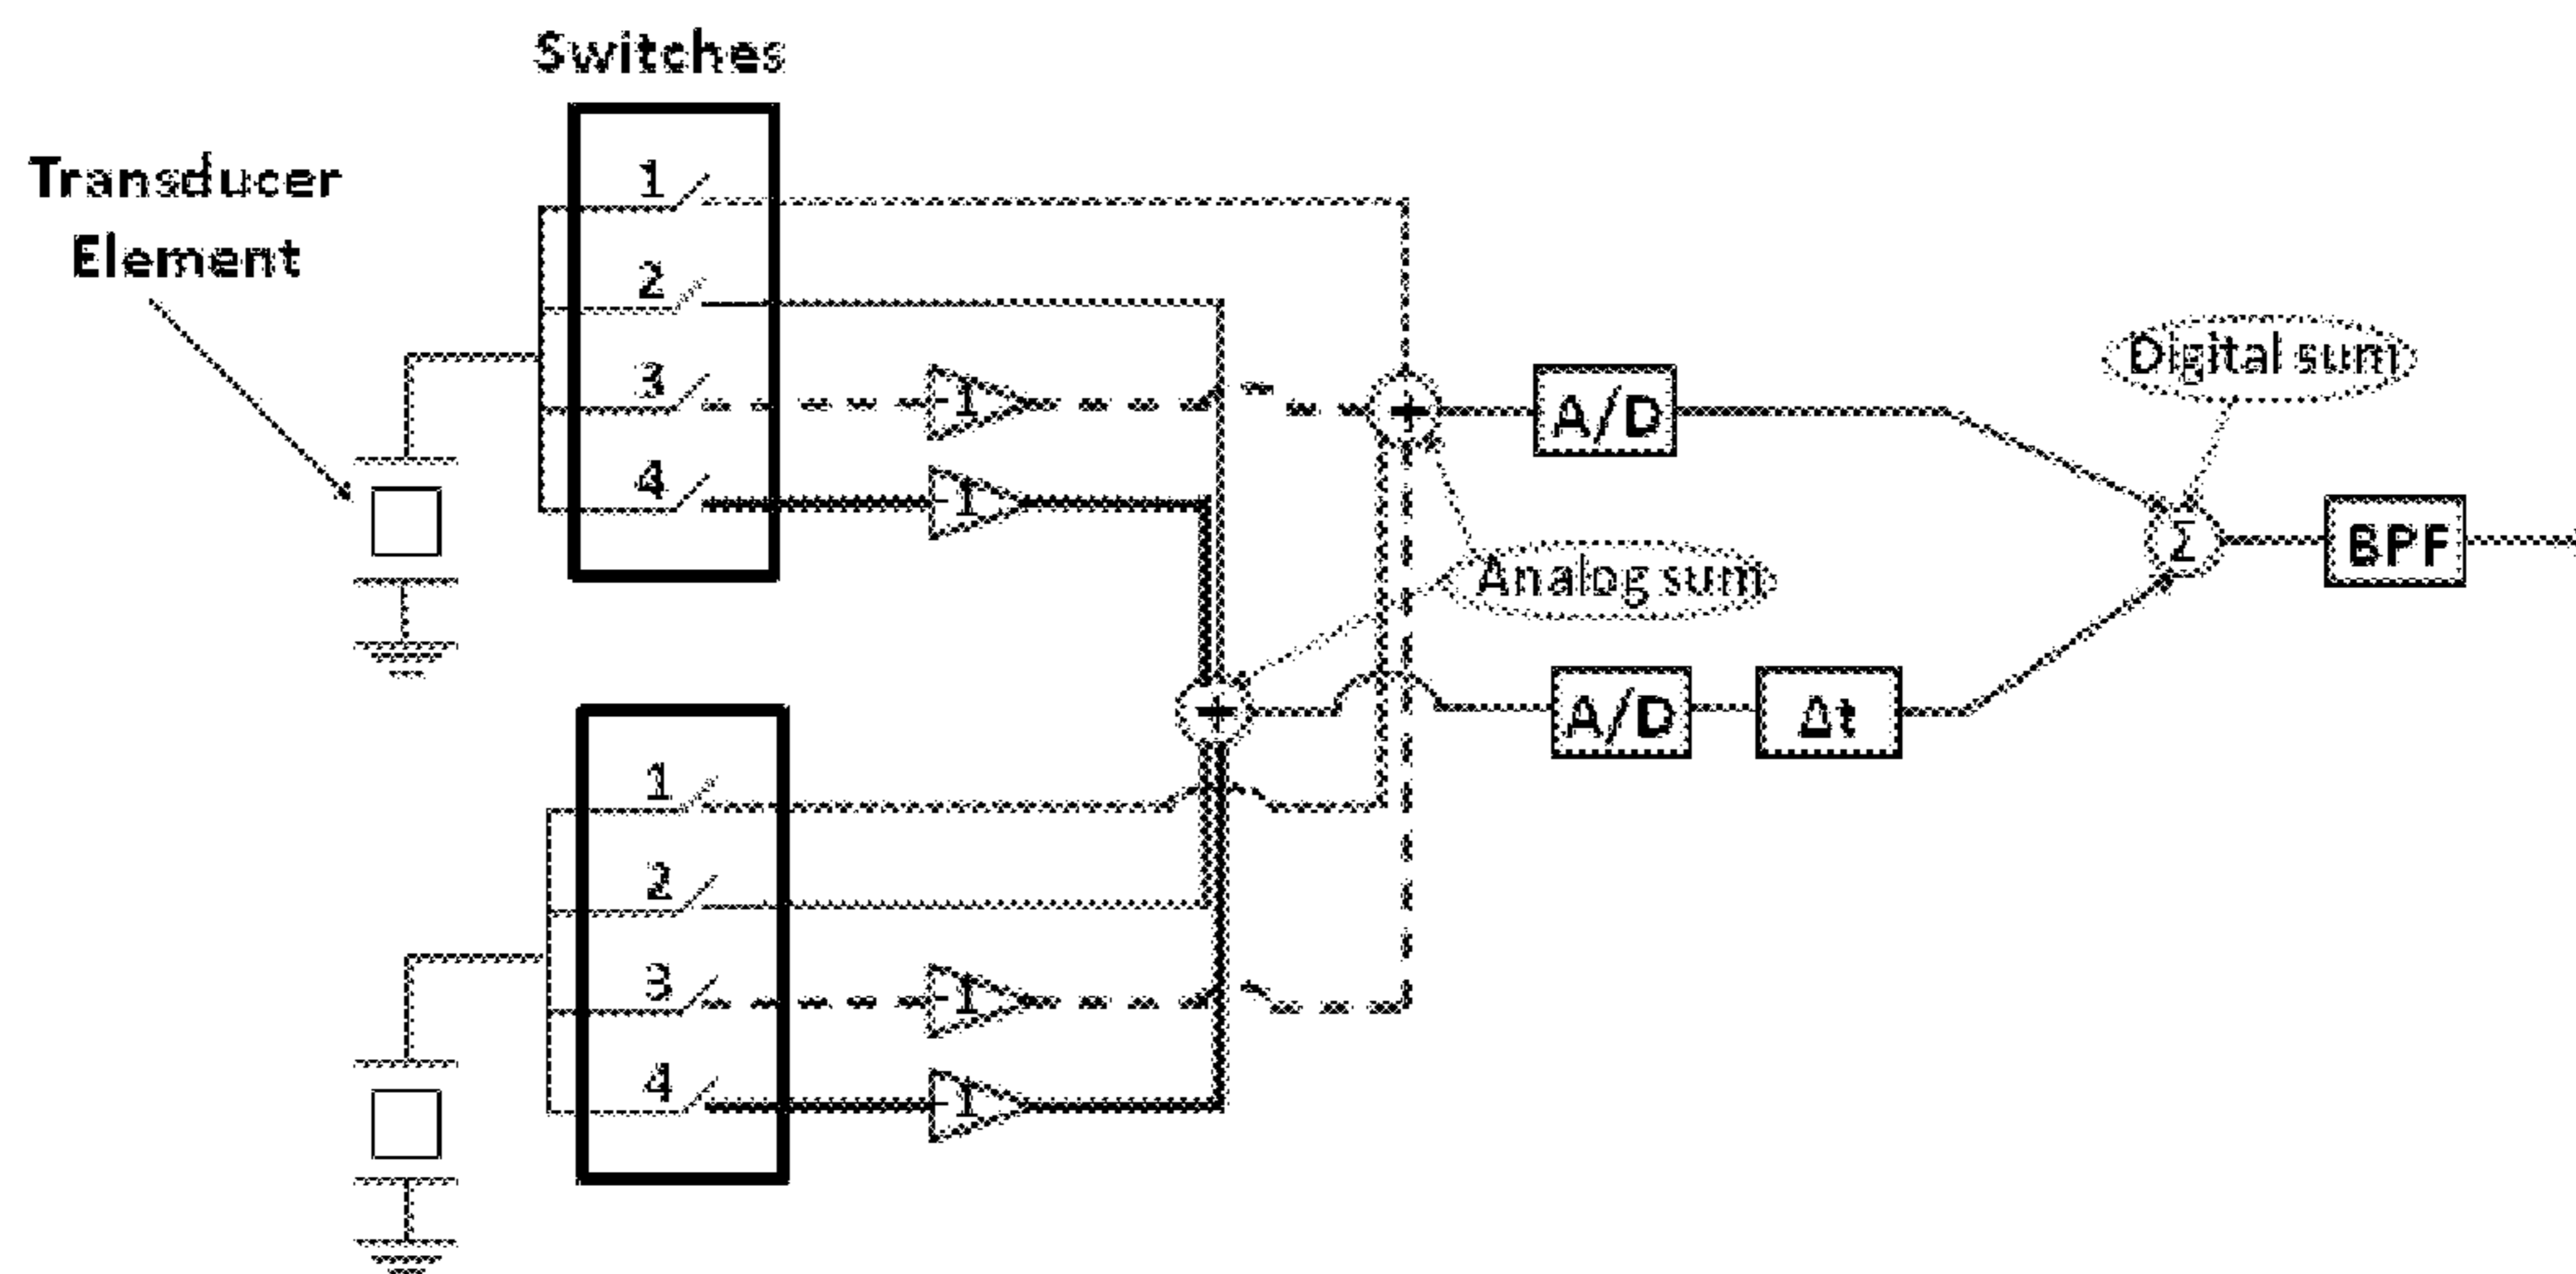 Switches
Transducer
Element
1
2
3
4
-1
-1
+
A/D
Digital sum
Σ
BPF
Analog sum
+
A/D
Δt
1
2
3
4
-1
-1